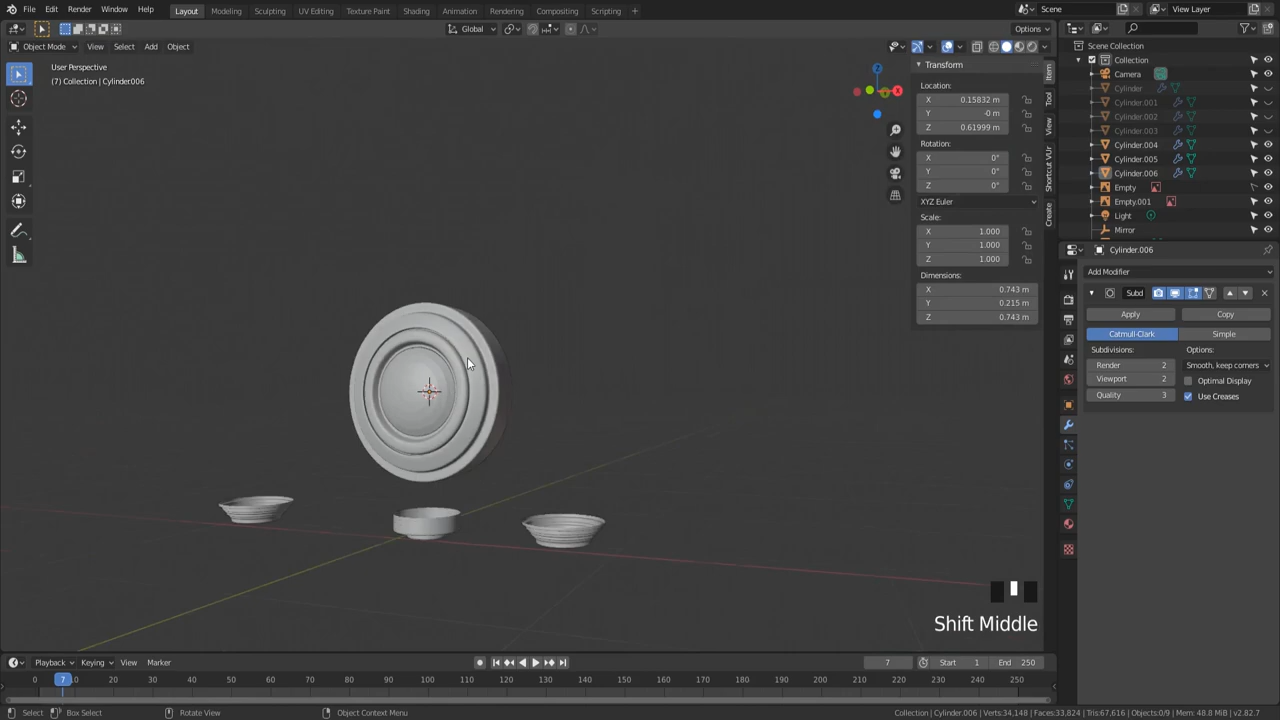 File Edit Render Window Help Layout Modeling Sculpting UV Editing Texture Paint Shading Animation Rendering Compositing Scripting + Scene View Layer
Global Options
Object Mode View Select Add Object
User Perspective
(7) Collection | Cylinder006
Transform
Location:
X 0.15832 m
Y -0 m
Z 0.61999 m
Rotation:
X 0°
Y 0°
Z 0°
XYZ Euler
Scale:
X 1.000
Y 1.000
Z 1.000
Dimensions:
X 0.743 m
Y 0.215 m
Z 0.743 m
Item
Tool
View
Shortcut VUr
Create
Z
X
Scene Collection
Collection
Camera
Cylinder
Cylinder.001
Cylinder.002
Cylinder.003
Cylinder.004
Cylinder.005
Cylinder.006
Empty
Empty.001
Light
Mirror
Cylinder.006
Add Modifier
Subd
Apply Copy
Catmull-Clark Simple
Subdivisions: Options:
Render 2 Smooth, keep corners
Viewport 2 Optimal Display
Quality 3 Use Creases
Shift Middle
Playback Keying View Marker 7 Start 1 End 250
0 7 20 30 40 50 60 70 80 90 100 110 120 130 140 150 160 170 180 190 200 210 220 230 240 250
Select Box Select Rotate View Object Context Menu Collection | Cylinder006 | Verts:34,148 | Faces:33,824 | Tris:67,616 | Objects:0/9 | Mem: 48.8 MiB | v2.82.7